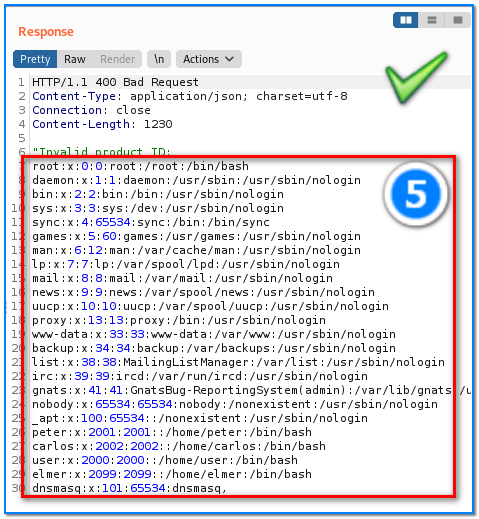 Response
Pretty Raw Render \n Actions
1 HTTP/1.1 400 Bad Request
2 Content-Type: application/json; charset=utf-8
3 Connection: close
4 Content-Length: 1230
5
6 "Invalid product ID:
7 root:x:0:0:root:/root:/bin/bash
8 daemon:x:1:1:daemon:/usr/sbin:/usr/sbin/nologin
9 bin:x:2:2:bin:/bin:/usr/sbin/nologin
10 sys:x:3:3:sys:/dev:/usr/sbin/nologin
11 sync:x:4:65534:sync:/bin:/bin/sync
12 games:x:5:60:games:/usr/games:/usr/sbin/nologin
13 man:x:6:12:man:/var/cache/man:/usr/sbin/nologin
14 lp:x:7:7:lp:/var/spool/lpd:/usr/sbin/nologin
15 mail:x:8:8:mail:/var/mail:/usr/sbin/nologin
16 news:x:9:9:news:/var/spool/news:/usr/sbin/nologin
17 uucp:x:10:10:uucp:/var/spool/uucp:/usr/sbin/nologin
18 proxy:x:13:13:proxy:/bin:/usr/sbin/nologin
19 www-data:x:33:33:www-data:/var/www:/usr/sbin/nologin
20 backup:x:34:34:backup:/var/backups:/usr/sbin/nologin
21 list:x:38:38:MailingListManager:/var/list:/usr/sbin/nologin
22 irc:x:39:39:ircd:/var/run/ircd:/usr/sbin/nologin
23 gnats:x:41:41:GnatsBug-ReportingSystem(admin):/var/lib/gnats:/u
24 nobody:x:65534:65534:nobody:/nonexistent:/usr/sbin/nologin
25 _apt:x:100:65534::/nonexistent:/usr/sbin/nologin
26 peter:x:2001:2001::/home/peter:/bin/bash
27 carlos:x:2002:2002::/home/carlos:/bin/bash
28 user:x:2000:2000::/home/user:/bin/bash
29 elmer:x:2099:2099::/home/elmer:/bin/bash
30 dnsmasq:x:101:65534:dnsmasq,
5